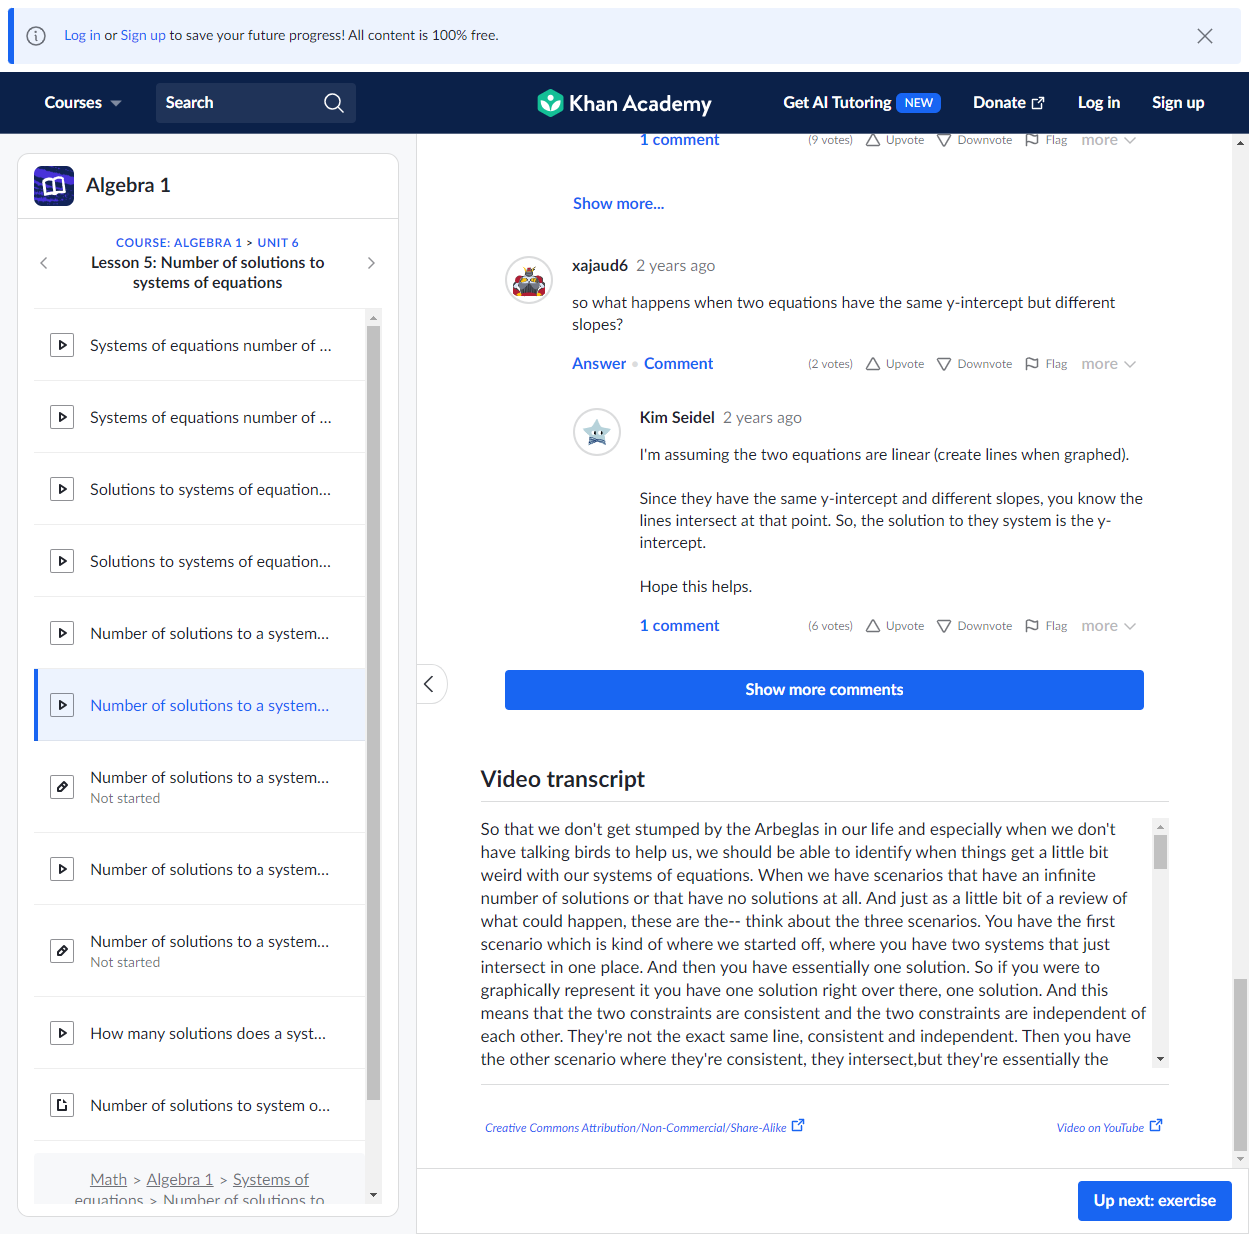 Log in or Sign up to save your future progress! All content is 100% free.
Courses
Search
Khan Academy
Get AI Tutoring NEW
Donate
Log in
Sign up
Algebra 1
COURSE: ALGEBRA 1 > UNIT 6
Lesson 5: Number of solutions to
systems of equations
Systems of equations number of ...
Systems of equations number of ...
Solutions to systems of equation...
Solutions to systems of equation...
Number of solutions to a system...
Number of solutions to a system...
Number of solutions to a system...
Not started
Number of solutions to a system...
Number of solutions to a system...
Not started
How many solutions does a syst...
Number of solutions to system o...
Math > Algebra 1 > Systems of
equations > Number of solutions to
1 comment (9 votes) Upvote Downvote Flag more
Show more...
xajaud6 2 years ago
so what happens when two equations have the same y-intercept but different
slopes?
Answer • Comment (2 votes) Upvote Downvote Flag more
Kim Seidel 2 years ago
I'm assuming the two equations are linear (create lines when graphed).
Since they have the same y-intercept and different slopes, you know the
lines intersect at that point. So, the solution to they system is the y-
intercept.
Hope this helps.
1 comment (6 votes) Upvote Downvote Flag more
Show more comments
Video transcript
So that we don't get stumped by the Arbeglas in our life and especially when we don't
have talking birds to help us, we should be able to identify when things get a little bit
weird with our systems of equations. When we have scenarios that have an infinite
number of solutions or that have no solutions at all. And just as a little bit of a review of
what could happen, these are the-- think about the three scenarios. You have the first
scenario which is kind of where we started off, where you have two systems that just
intersect in one place. And then you have essentially one solution. So if you were to
graphically represent it you have one solution right over there, one solution. And this
means that the two constraints are consistent and the two constraints are independent of
each other. They're not the exact same line, consistent and independent. Then you have
the other scenario where they're consistent, they intersect,but they're essentially the
Creative Commons Attribution/Non-Commercial/Share-Alike
Video on YouTube
Up next: exercise